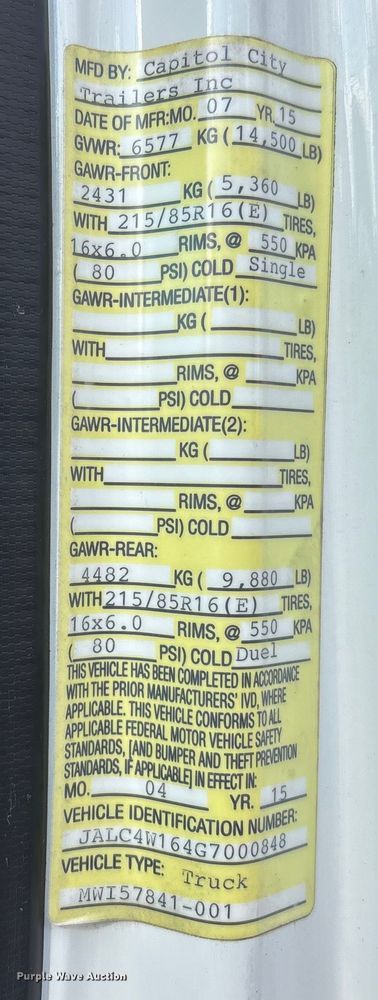 MFD BY: Capitol City
Trailers Inc
DATE OF MFR:MO. 07 YR. 15
GVWR: 6577 KG ( 14,500 LB)
GAWR-FRONT:
2431 KG ( 5,360 LB)
WITH 215/85R16(E) TIRES,
16x6.0 RIMS, @ 550 KPA
( 80 PSI) COLD Single
GAWR-INTERMEDIATE(1):
KG ( LB)
WITH TIRES,
RIMS, @ KPA
( PSI) COLD
GAWR-INTERMEDIATE(2):
KG ( LB)
WITH TIRES,
RIMS, @ KPA
( PSI) COLD
GAWR-REAR:
4482 KG ( 9,880 LB)
WITH 215/85R16(E) TIRES,
16x6.0 RIMS, @ 550 KPA
( 80 PSI) COLD Duel
THIS VEHICLE HAS BEEN COMPLETED IN ACCORDANCE
WITH THE PRIOR MANUFACTURERS' IVD, WHERE
APPLICABLE. THIS VEHICLE CONFORMS TO ALL
APPLICABLE FEDERAL MOTOR VEHICLE SAFETY
STANDARDS, [AND BUMPER AND THEFT PREVENTION
STANDARDS, IF APPLICABLE] IN EFFECT IN:
MO. 04 YR. 15
VEHICLE IDENTIFICATION NUMBER:
JALC4W164G7000848
VEHICLE TYPE: Truck
MWI57841-001
Purple Wave Auction